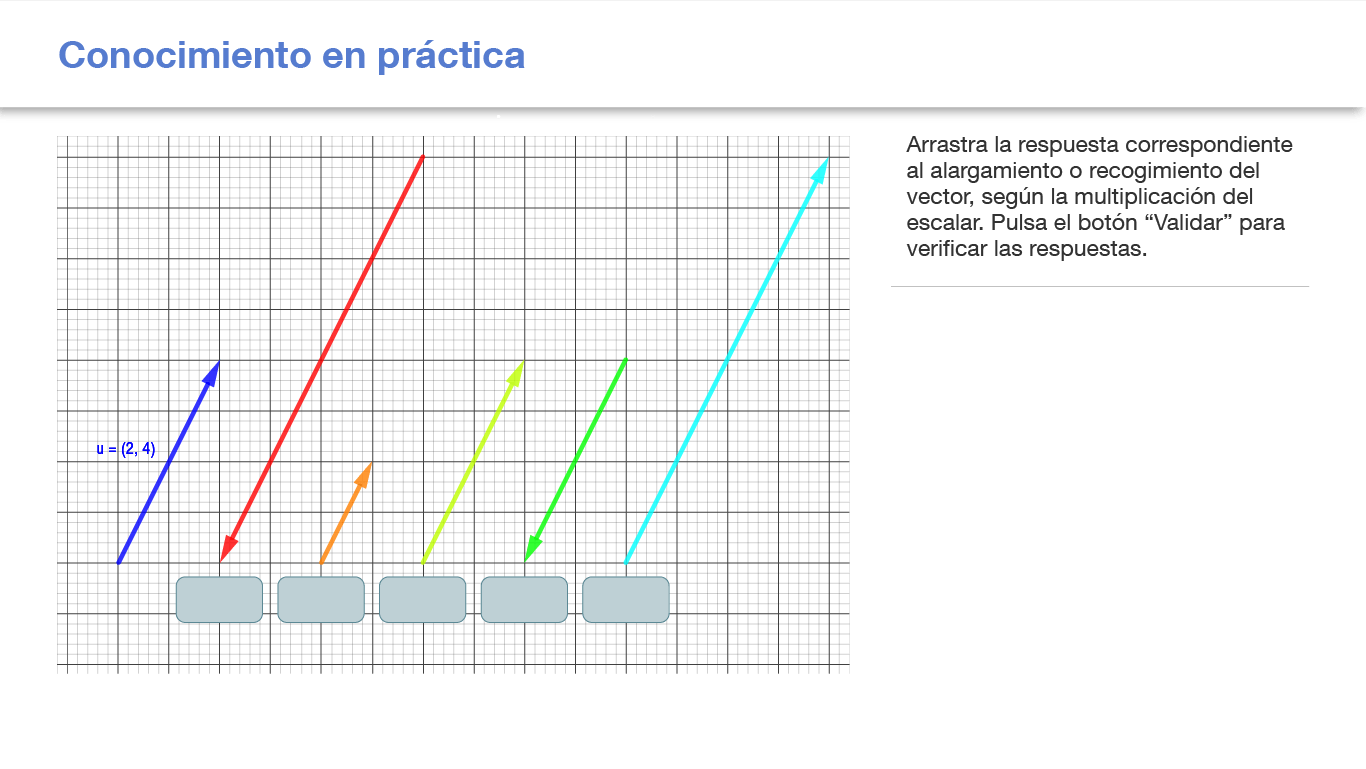 Conocimiento en práctica
Arrastra la respuesta correspondiente
al alargamiento o recogimiento del
vector, según la multiplicación del
escalar. Pulsa el botón “Validar” para
verificar las respuestas.
u = (2, 4)